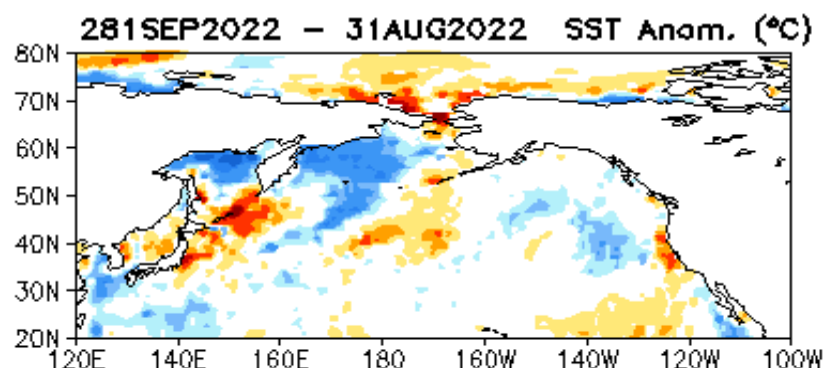 281SEP2022 – 31AUG2022 SST Anom. (°C)
80N
70N
60N
50N
40N
30N
20N
120E 140E 160E 180 160W 140W 120W 100W